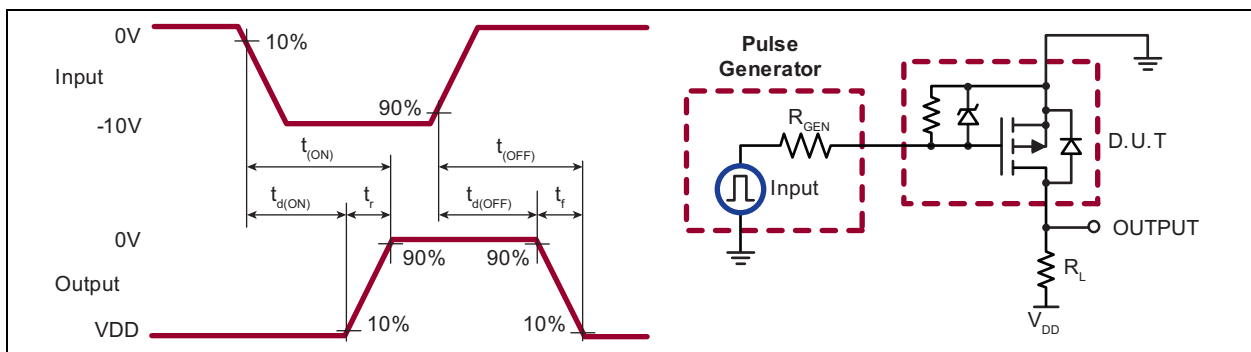 0V
10%
Input
90%
-10V
t(ON)
t(OFF)
td(ON)
tr
td(OFF)
tf
0V
90%
90%
Output
10%
10%
VDD
Pulse
Generator
RGEN
Input
D.U.T
OUTPUT
RL
VDD